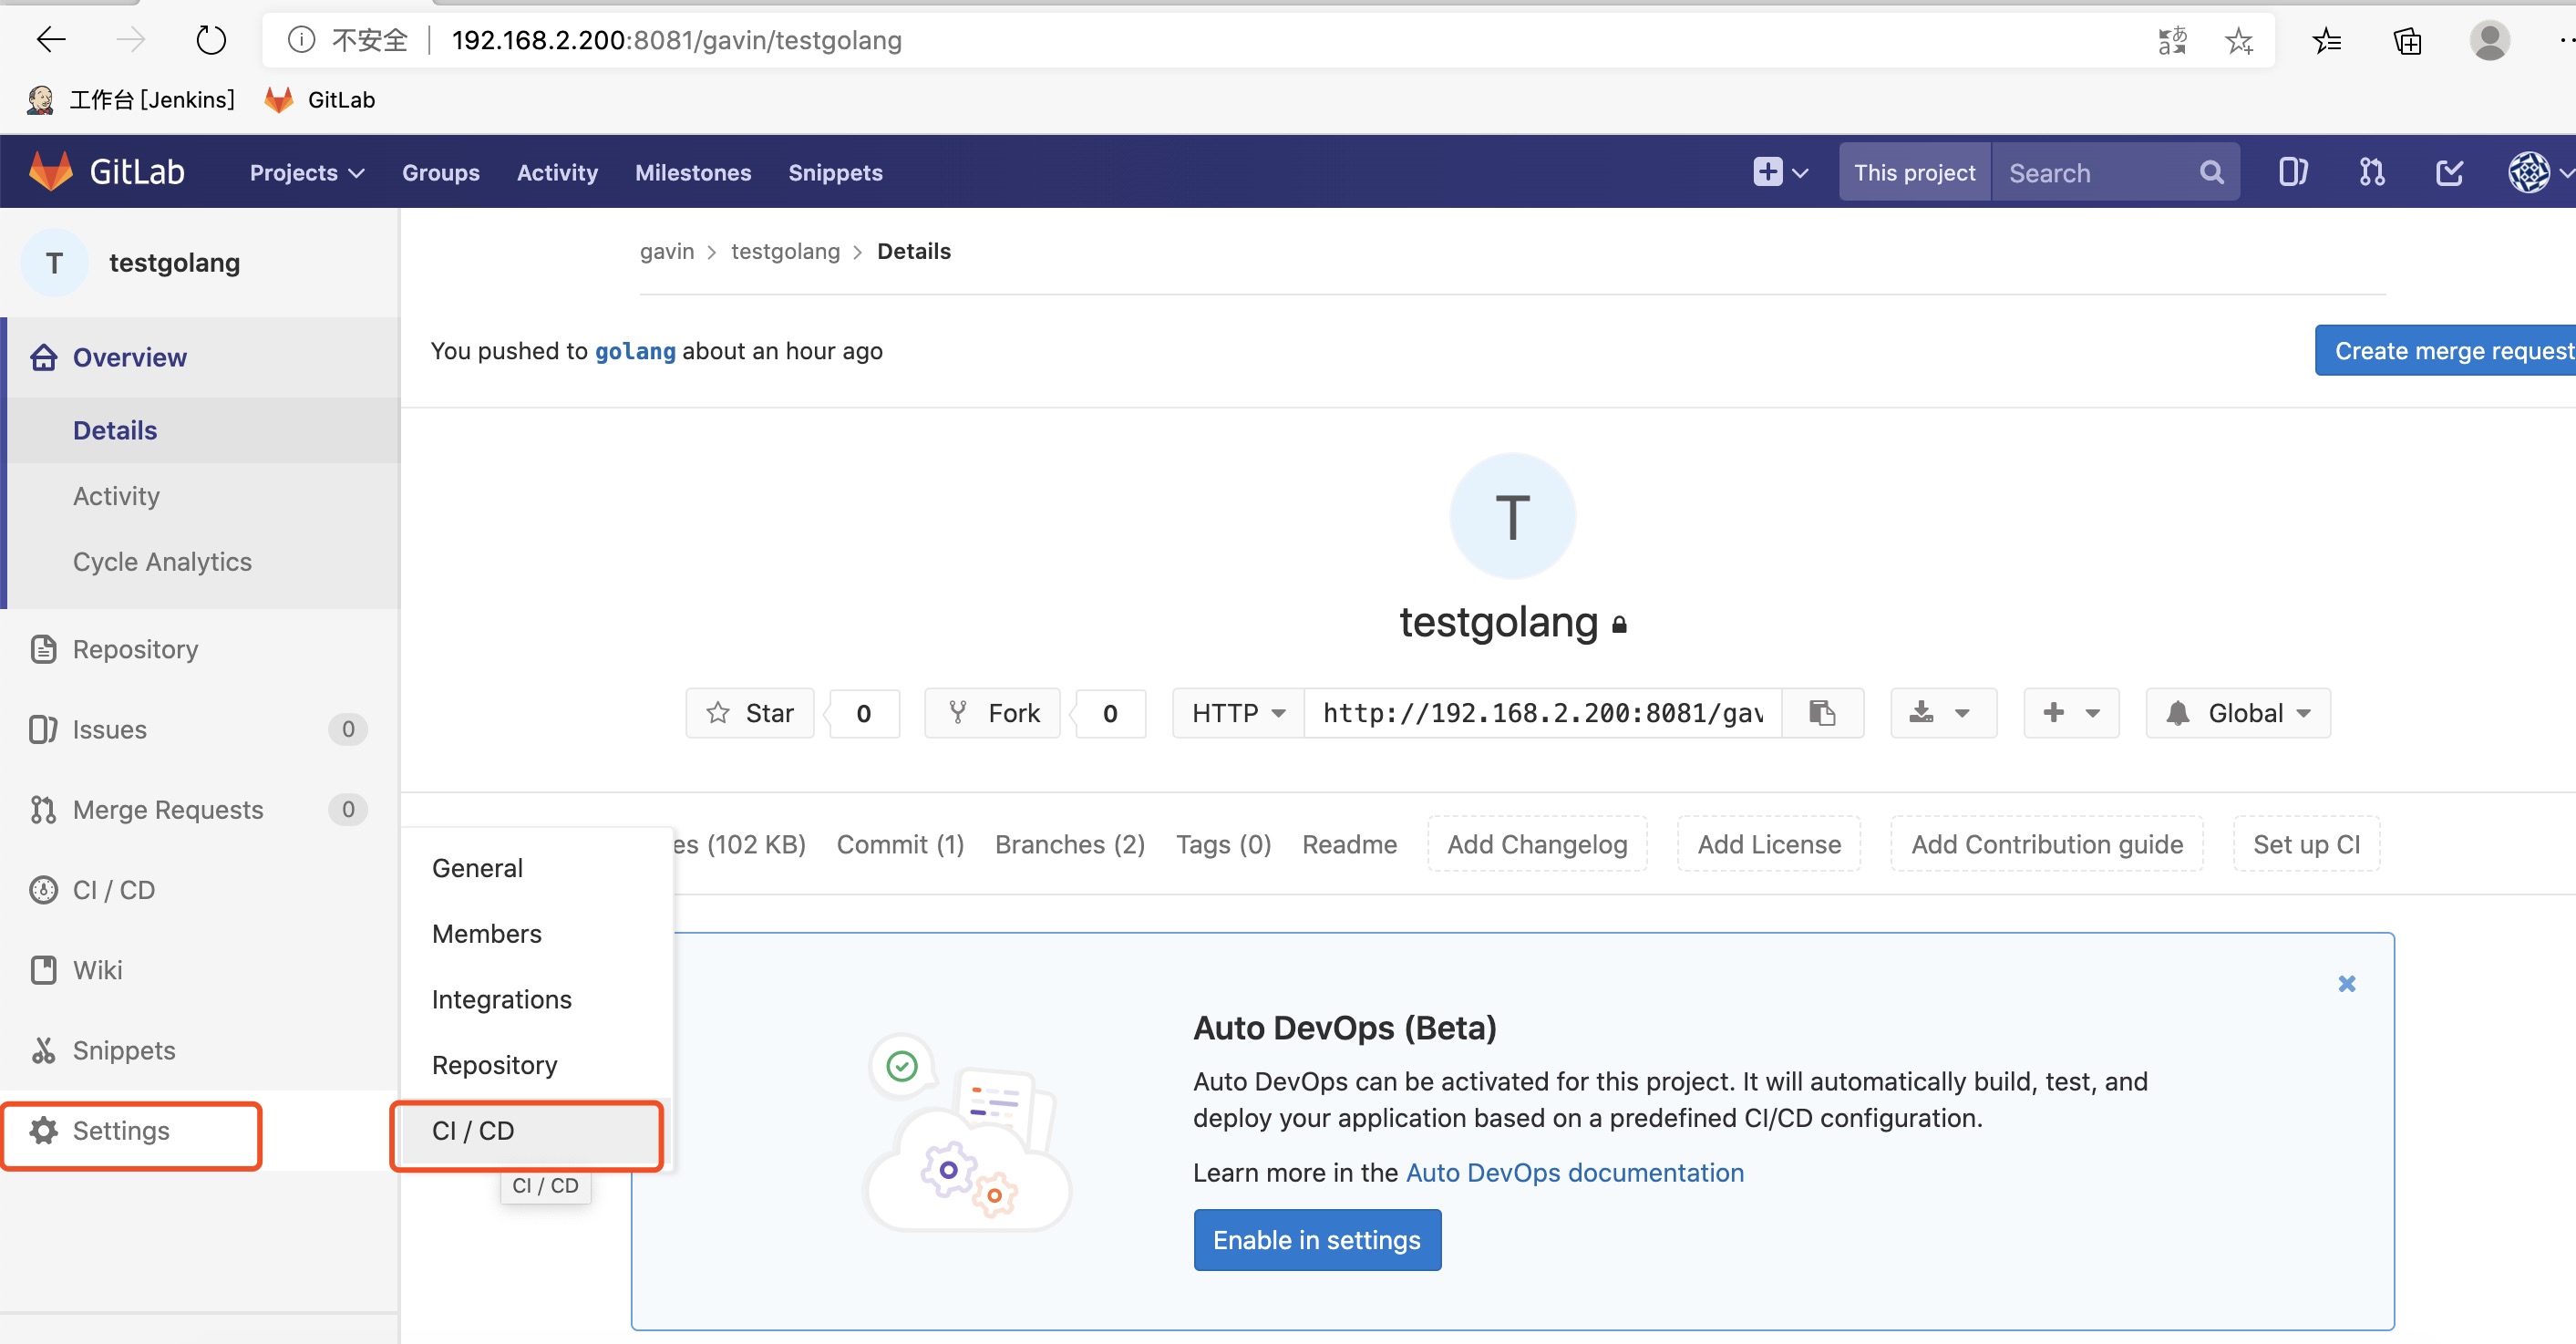 不安全 192.168.2.200:8081/gavin/testgolang
工作台 [Jenkins] GitLab
GitLab Projects Groups Activity Milestones Snippets This project Search
T testgolang
gavin > testgolang > Details
You pushed to golang about an hour ago Create merge request
Overview
Details
Activity
Cycle Analytics
Repository
Issues 0
Merge Requests 0
CI / CD
Wiki
Snippets
Settings
T
testgolang
Star 0 Fork 0 HTTP http://192.168.2.200:8081/gav Global
es (102 KB) Commit (1) Branches (2) Tags (0) Readme Add Changelog Add License Add Contribution guide Set up CI
General
Members
Integrations
Repository
CI / CD
CI / CD
Auto DevOps (Beta)
Auto DevOps can be activated for this project. It will automatically build, test, and
deploy your application based on a predefined CI/CD configuration.
Learn more in the Auto DevOps documentation
Enable in settings